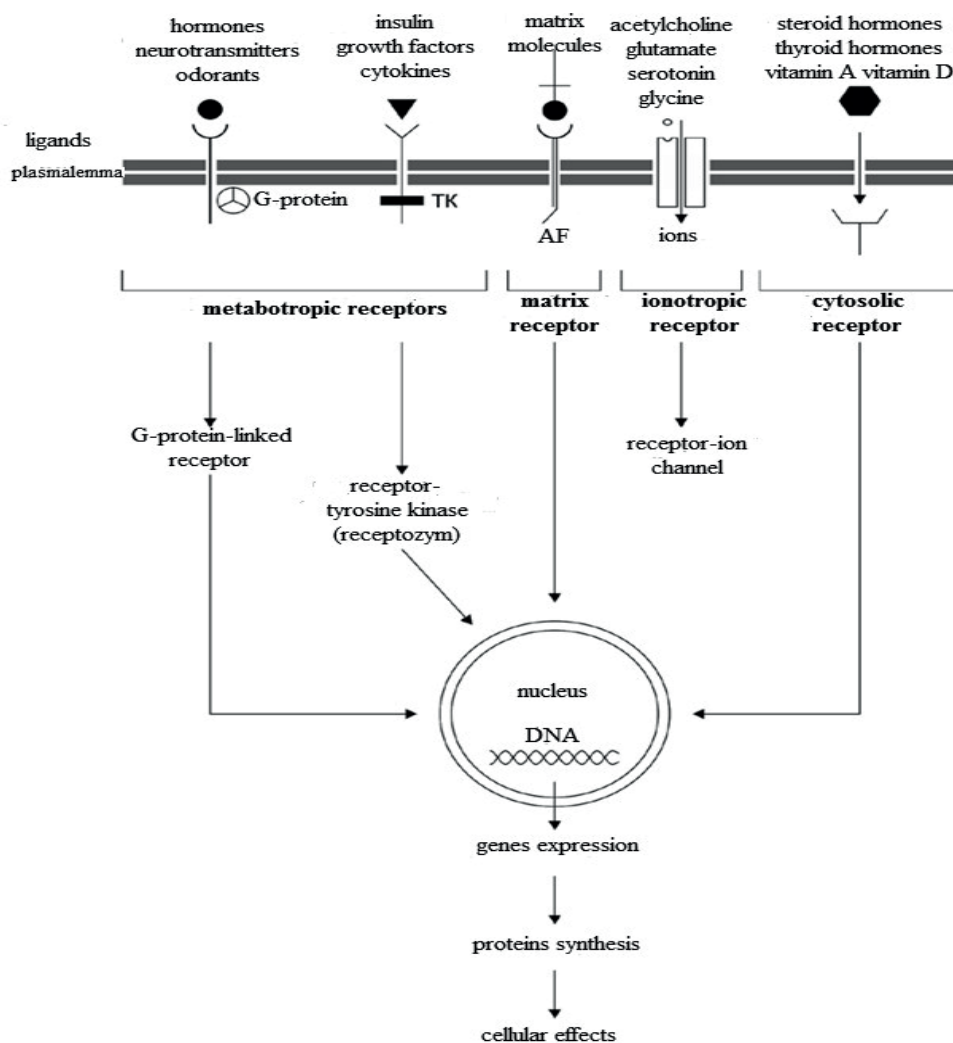 hormones
neurotransmitters
odorants
insulin
growth factors
cytokines
matrix
molecules
acetylcholine
glutamate
serotonin
glycine
steroid hormones
thyroid hormones
vitamin A vitamin D
ligands
plasmalemma
G-protein
TK
AF
ions
metabotropic receptors
matrix
receptor
ionotropic
receptor
cytosolic
receptor
G-protein-linked
receptor
receptor-
tyrosine kinase
(receptozym)
receptor-ion
channel
nucleus
DNA
genes expression
proteins synthesis
cellular effects